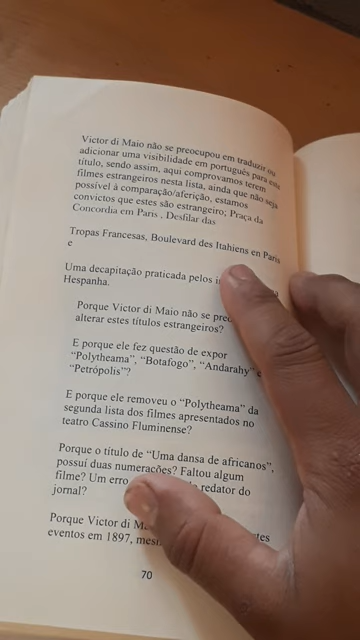 Victor di Maio não se preocupou em traduzir ou
adicionar uma visibilidade em português para este
título, sendo assim, aqui comprovamos terem
filmes estrangeiros nesta lista, ainda que não seja
possível à comparação/aferição, estamos
convictos que estes são estrangeiro; Praça da
Concordia em Paris , Desfilar das
Tropas Francesas, Boulevard des Itahiens en Paris
e
Uma decapitação praticada pelos
Hespanha.
Porque Victor di Maio não se
alterar estes títulos estrangeiros?
E porque ele fez questão de expor
“Polytheama”, “Botafogo”, “Andarahy” e
“Petrópolis”?
E porque ele removeu o “Polytheama” da
segunda lista dos filmes apresentados no
teatro Cassino Fluminense?
Porque o título de “Uma dansa de africanos”,
possuí duas numerações? Faltou algum
filme? Um erro redator do
jornal?
Porque Victor di
eventos em 1897,
70